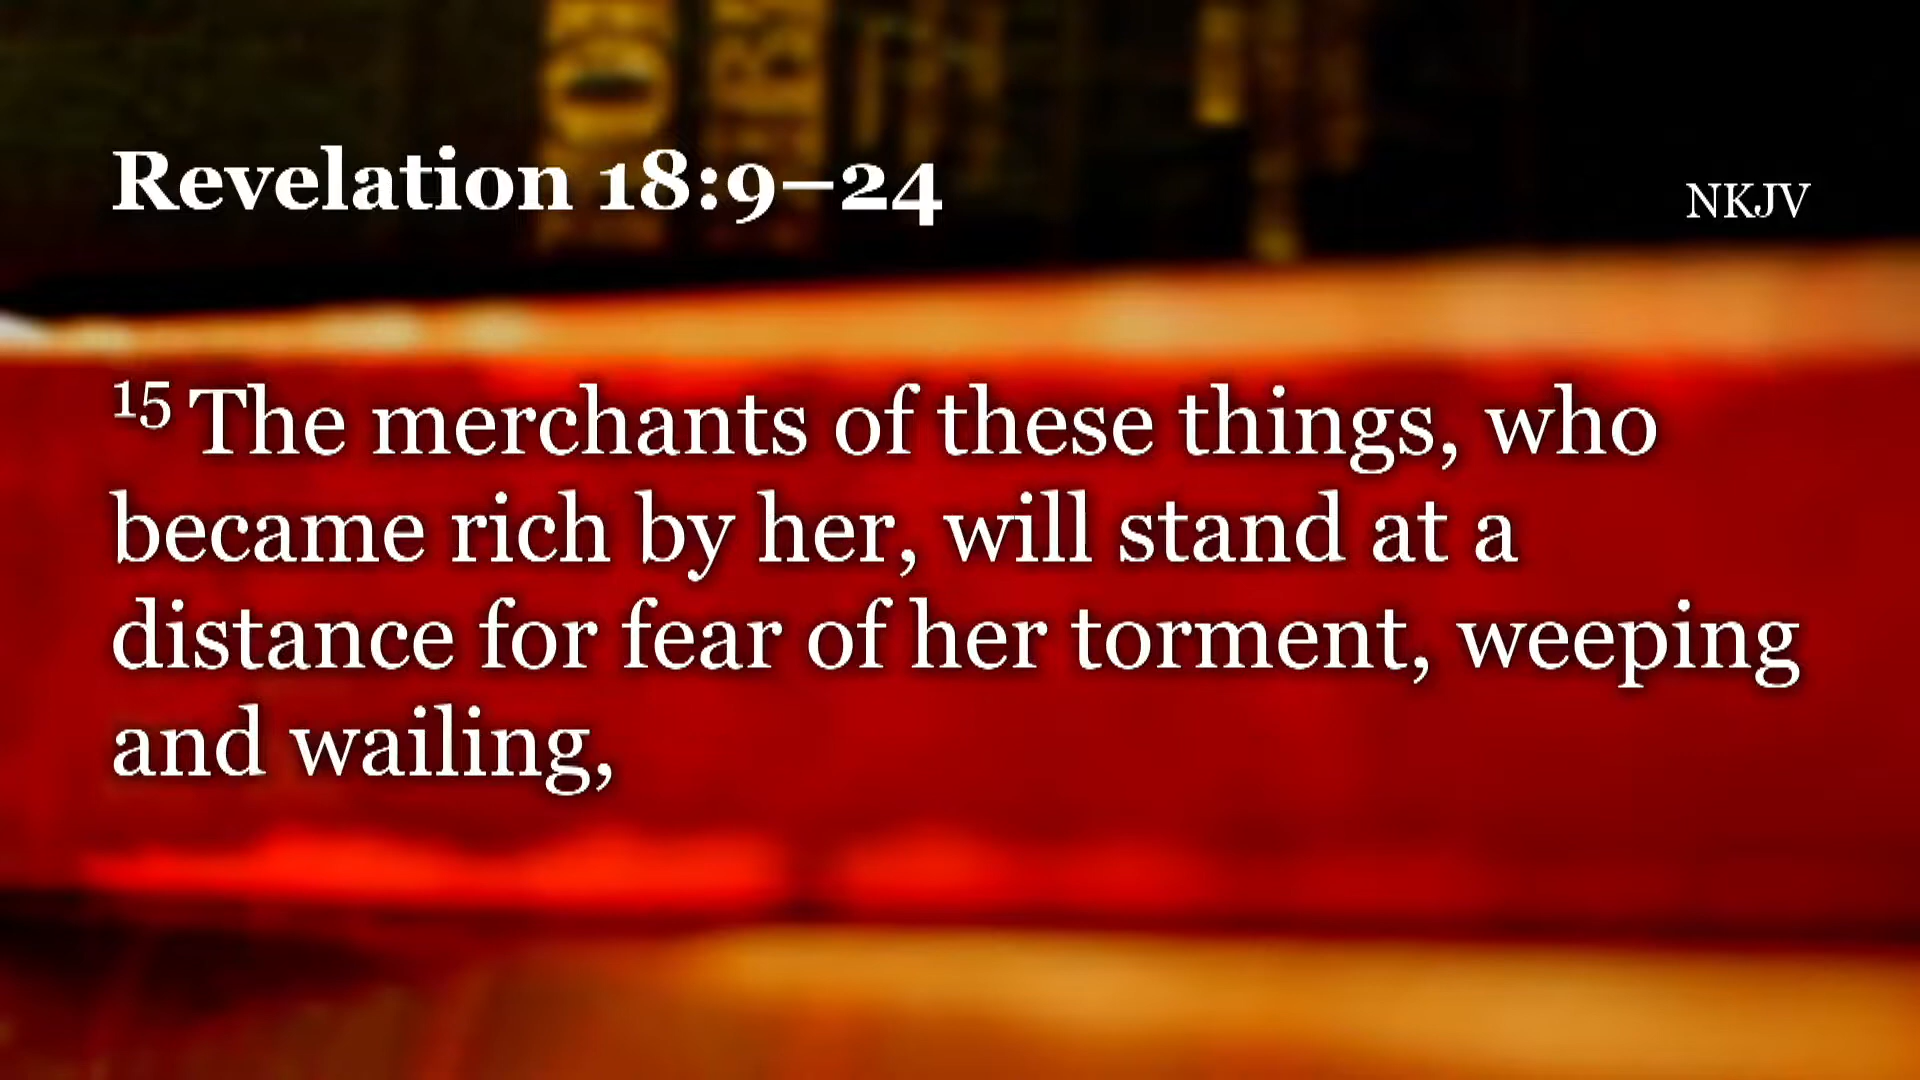 Revelation 18:9–24
NKJV
15 The merchants of these things, who
became rich by her, will stand at a
distance for fear of her torment, weeping
and wailing,